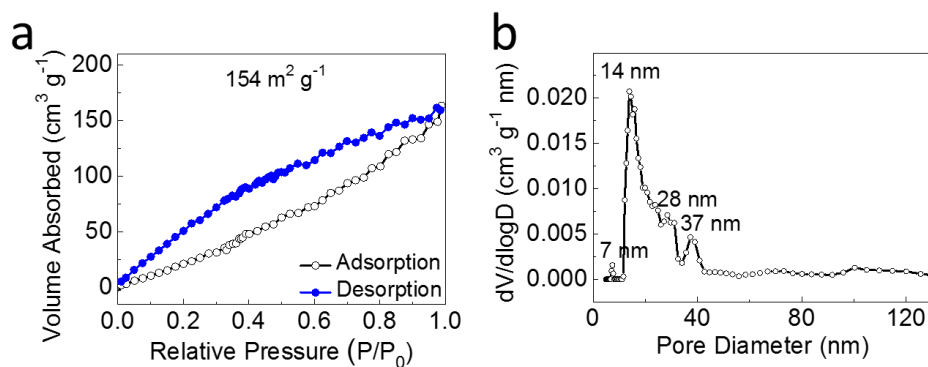 a
154 m² g⁻¹
Volume Absorbed (cm³ g⁻¹)
200
150
100
50
0
Adsorption
Desorption
0.0 0.2 0.4 0.6 0.8 1.0
Relative Pressure (P/P₀)
b
dV/dlogD (cm³ g⁻¹ nm)
0.020
0.015
0.010
0.005
0.000
14 nm
28 nm
37 nm
7 nm
0 40 80 120
Pore Diameter (nm)